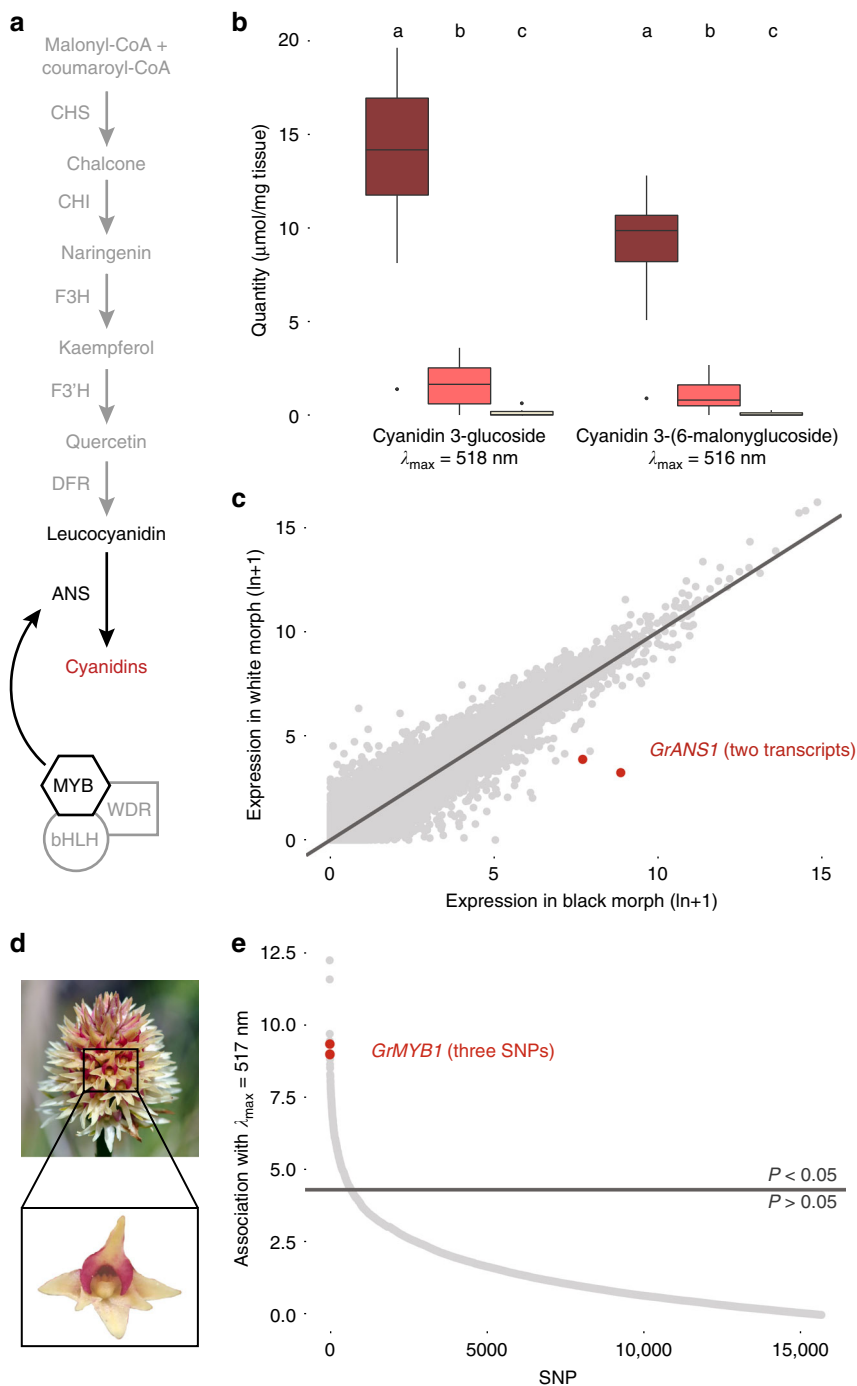 a
Malonyl-CoA +
coumaroyl-CoA
CHS
Chalcone
CHI
Naringenin
F3H
Kaempferol
F3'H
Quercetin
DFR
Leucocyanidin
ANS
Cyanidins
MYB
WDR
bHLH
b
Quantity (μmol/mg tissue)
20
15
10
5
0
a b c a b c
Cyanidin 3-glucoside
λmax = 518 nm
Cyanidin 3-(6-malonyglucoside)
λmax = 516 nm
c
Expression in white morph (ln+1)
15
10
5
0
GrANS1 (two transcripts)
0 5 10 15
Expression in black morph (ln+1)
d
e
Association with λmax = 517 nm
12.5
10.0
7.5
5.0
2.5
0.0
GrMYB1 (three SNPs)
P < 0.05
P > 0.05
0 5000 10,000 15,000
SNP